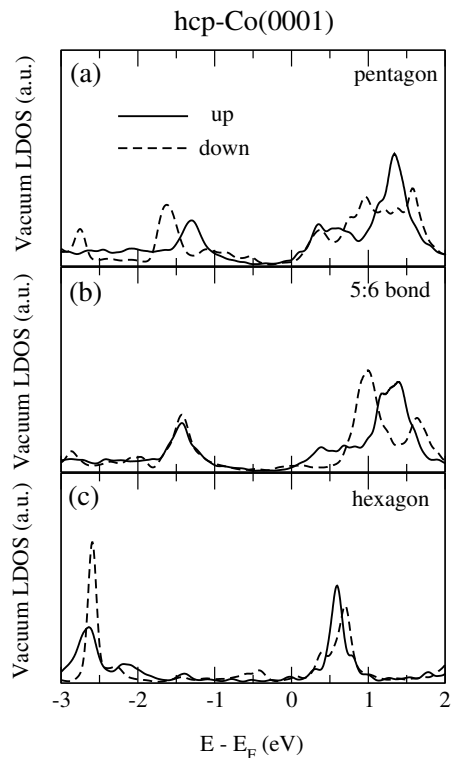 hcp-Co(0001)
(a)
pentagon
up
down
Vacuum LDOS (a.u.)
(b)
5:6 bond
Vacuum LDOS (a.u.)
(c)
hexagon
Vacuum LDOS (a.u.)
-3 -2 -1 0 1 2
E - E_F (eV)